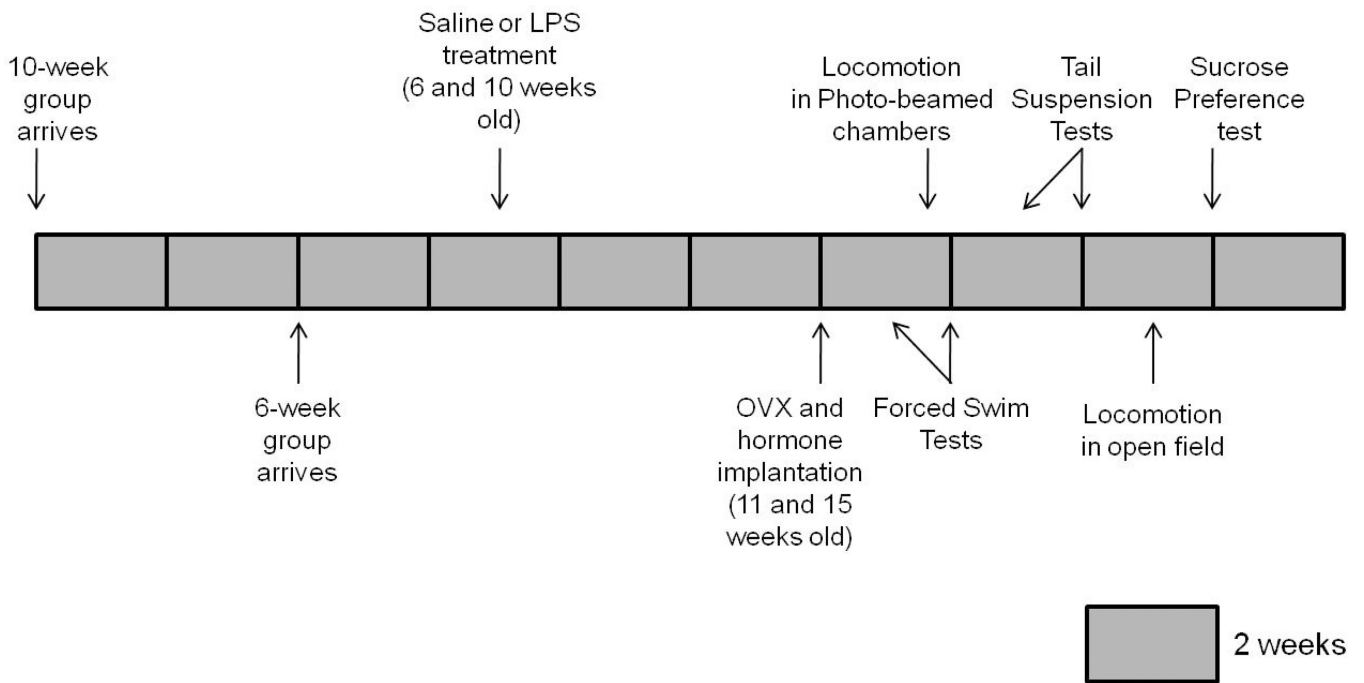 10-week
group
arrives
Saline or LPS
treatment
(6 and 10 weeks
old)
Locomotion
in Photo-beamed
chambers
Tail
Suspension
Tests
Sucrose
Preference
test
6-week
group
arrives
OVX and
hormone
implantation
(11 and 15
weeks old)
Forced Swim
Tests
Locomotion
in open field
2 weeks